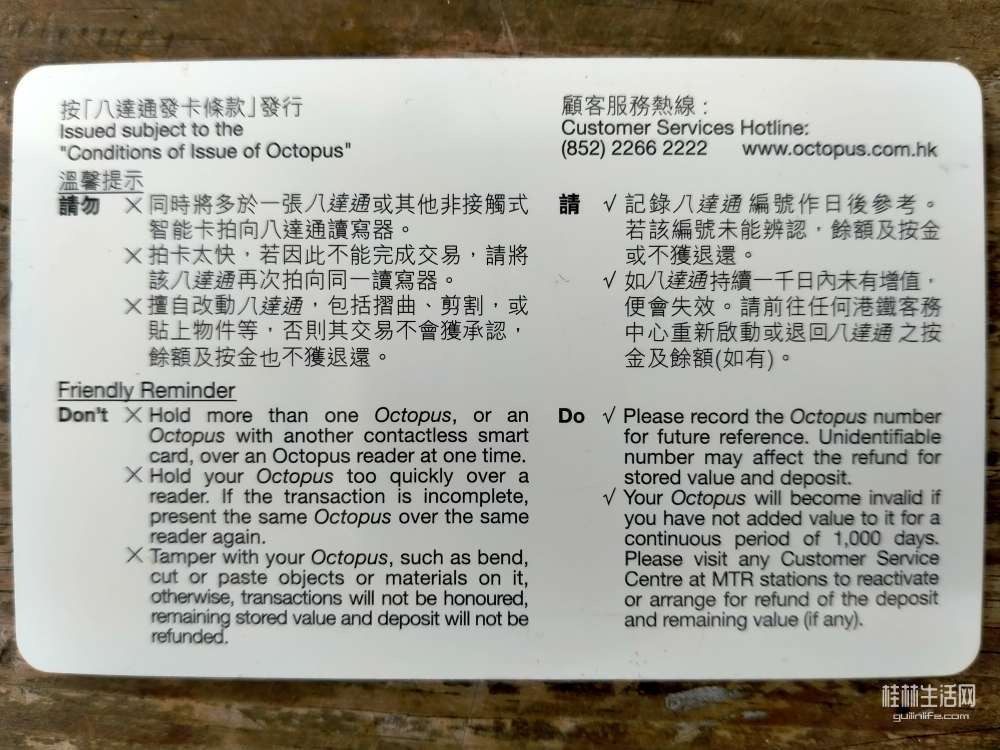 按「八達通發卡條款」發行
Issued subject to the
"Conditions of Issue of Octopus"
顧客服務熱線：
Customer Services Hotline:
(852) 2266 2222 www.octopus.com.hk
溫馨提示
請勿 ╳ 同時將多於一張八達通或其他非接觸式
智能卡拍向八達通讀寫器。
╳ 拍卡太快，若因此不能完成交易，請將
該八達通再次拍向同一讀寫器。
╳ 擅自改動八達通，包括摺曲、剪割，或
貼上物件等，否則其交易不會獲承認，
餘額及按金也不獲退還。
請 √ 記錄八達通編號作日後參考。
若該編號未能辨認，餘額及按金
或不獲退還。
√ 如八達通持續一千日內未有增值，
便會失效。請前往任何港鐵客務
中心重新啟動或退回八達通之按
金及餘額(如有)。
Friendly Reminder
Don't ╳ Hold more than one Octopus, or an
Octopus with another contactless smart
card, over an Octopus reader at one time.
╳ Hold your Octopus too quickly over a
reader. If the transaction is incomplete,
present the same Octopus over the same
reader again.
╳ Tamper with your Octopus, such as bend,
cut or paste objects or materials on it,
otherwise, transactions will not be honoured,
remaining stored value and deposit will not be
refunded.
Do √ Please record the Octopus number
for future reference. Unidentifiable
number may affect the refund for
stored value and deposit.
√ Your Octopus will become invalid if
you have not added value to it for a
continuous period of 1,000 days.
Please visit any Customer Service
Centre at MTR stations to reactivate
or arrange for refund of the deposit
and remaining value (if any).
桂林生活网
guilinlife.com